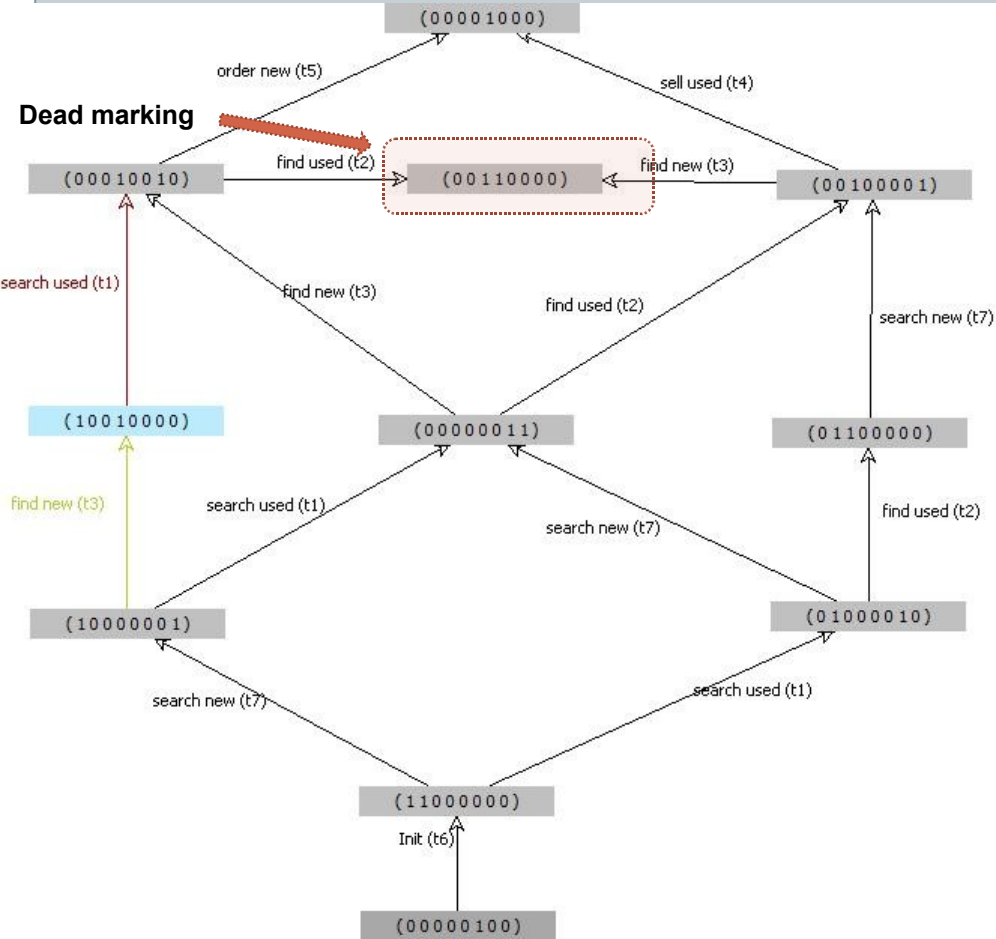 (00001000)
order new (t5)
sell used (t4)
Dead marking
find used (t2)
find new (t3)
(00010010)
(00110000)
(00100001)
search used (t1)
find new (t3)
find used (t2)
search new (t7)
(10010000)
(00000011)
(01100000)
find new (t3)
search used (t1)
search new (t7)
find used (t2)
(10000001)
(01000010)
search new (t7)
search used (t1)
(11000000)
Init (t6)
(00000100)